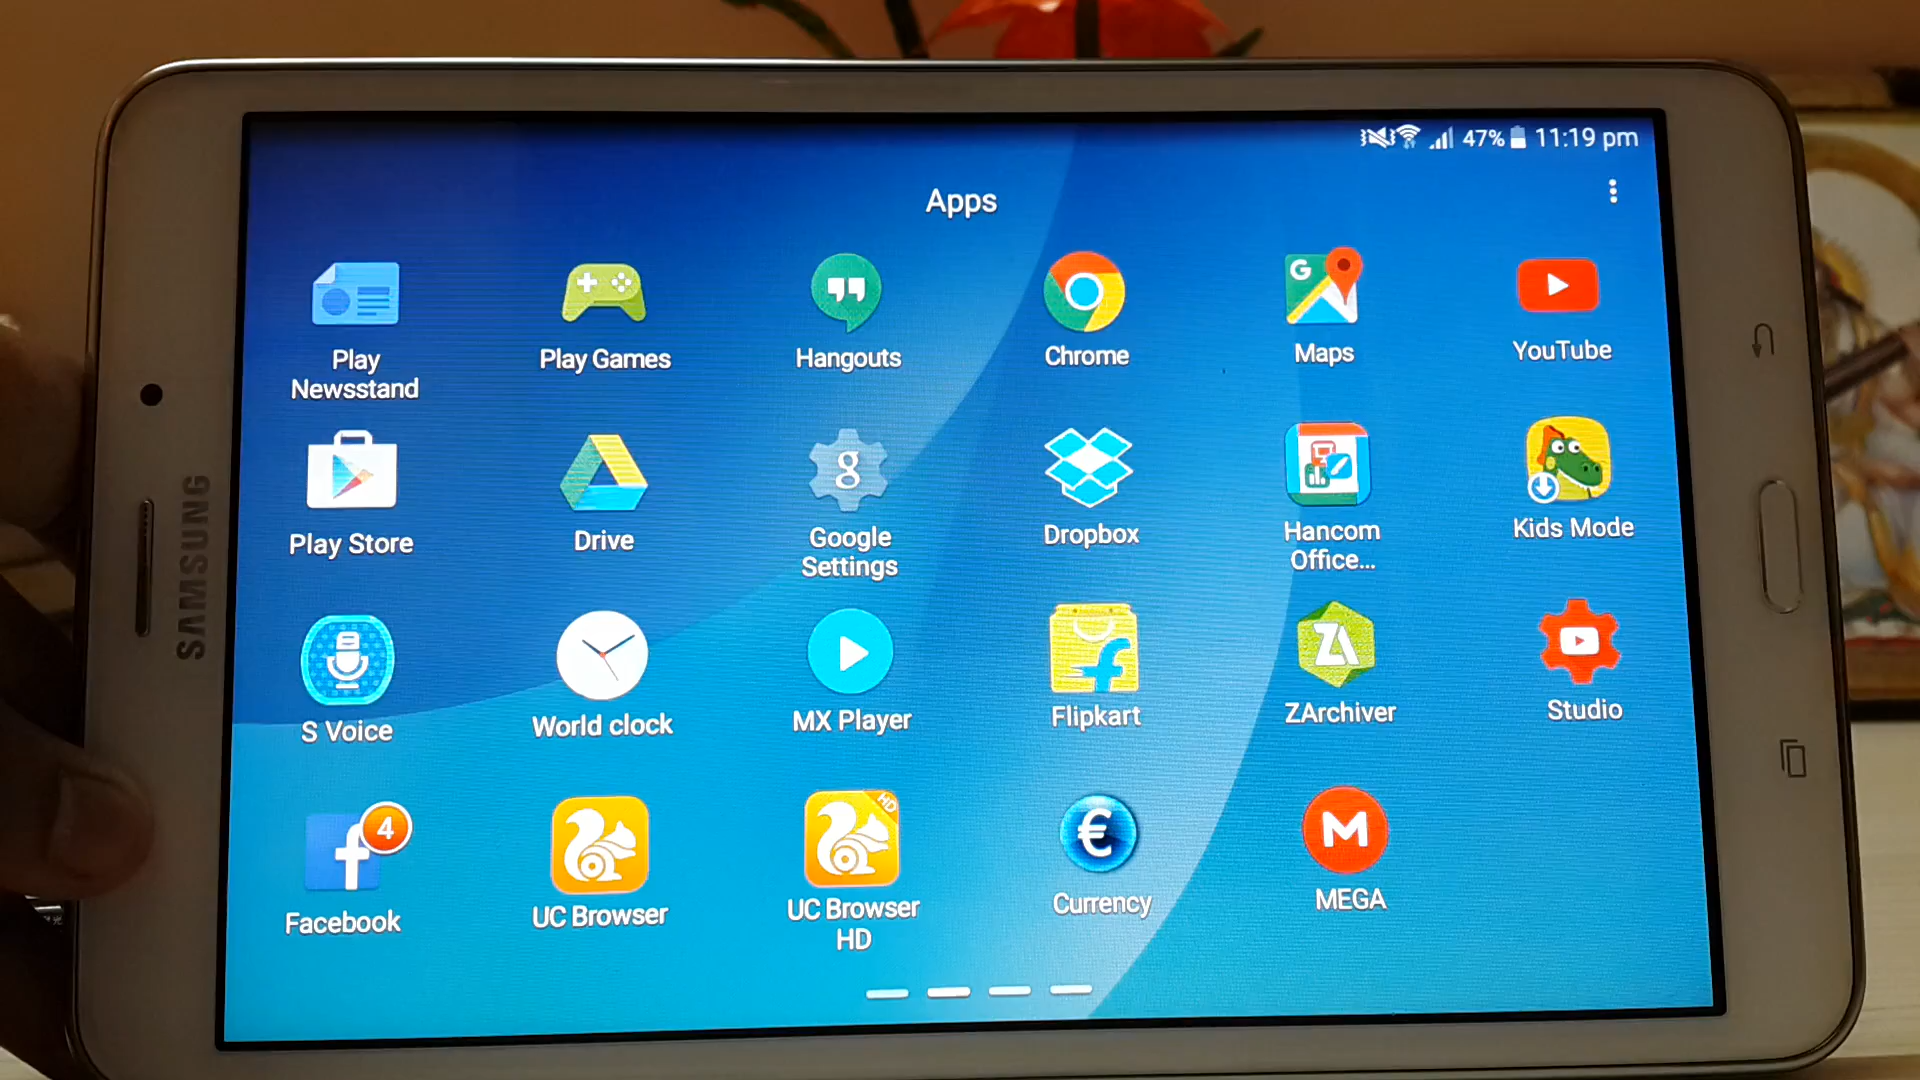 47% 11:19 pm
Apps
Play
Newsstand
Play Games
Hangouts
G
Chrome
Maps
YouTube
Play Store
Drive
g
Google
Settings
Dropbox
Hancom
Office...
Kids Mode
SAMSUNG
S Voice
World clock
MX Player
f
Flipkart
ZA
ZArchiver
Studio
f
4
Facebook
UC Browser
HD
UC Browser
HD
€
Currency
M
MEGA